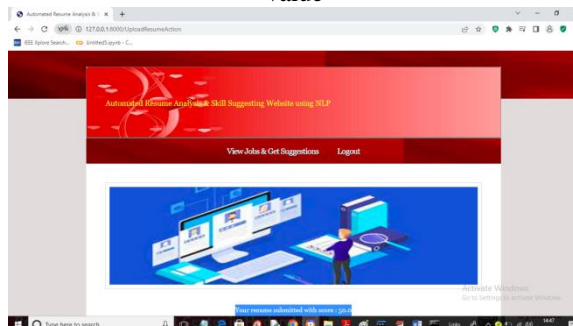 Automated Resume Analysis & S
127.0.0.1:8000/UploadResumeAction
IEEE Xplore Search...
Untitled5.ipynb - C...
Automated Resume Analysis & Skill Suggesting Website using NLP
View Jobs & Get Suggestions Logout
Your resume submitted with score : 50.0
Activate Windows
Go to Settings to activate Windows.
Type here to search
Links
14:47